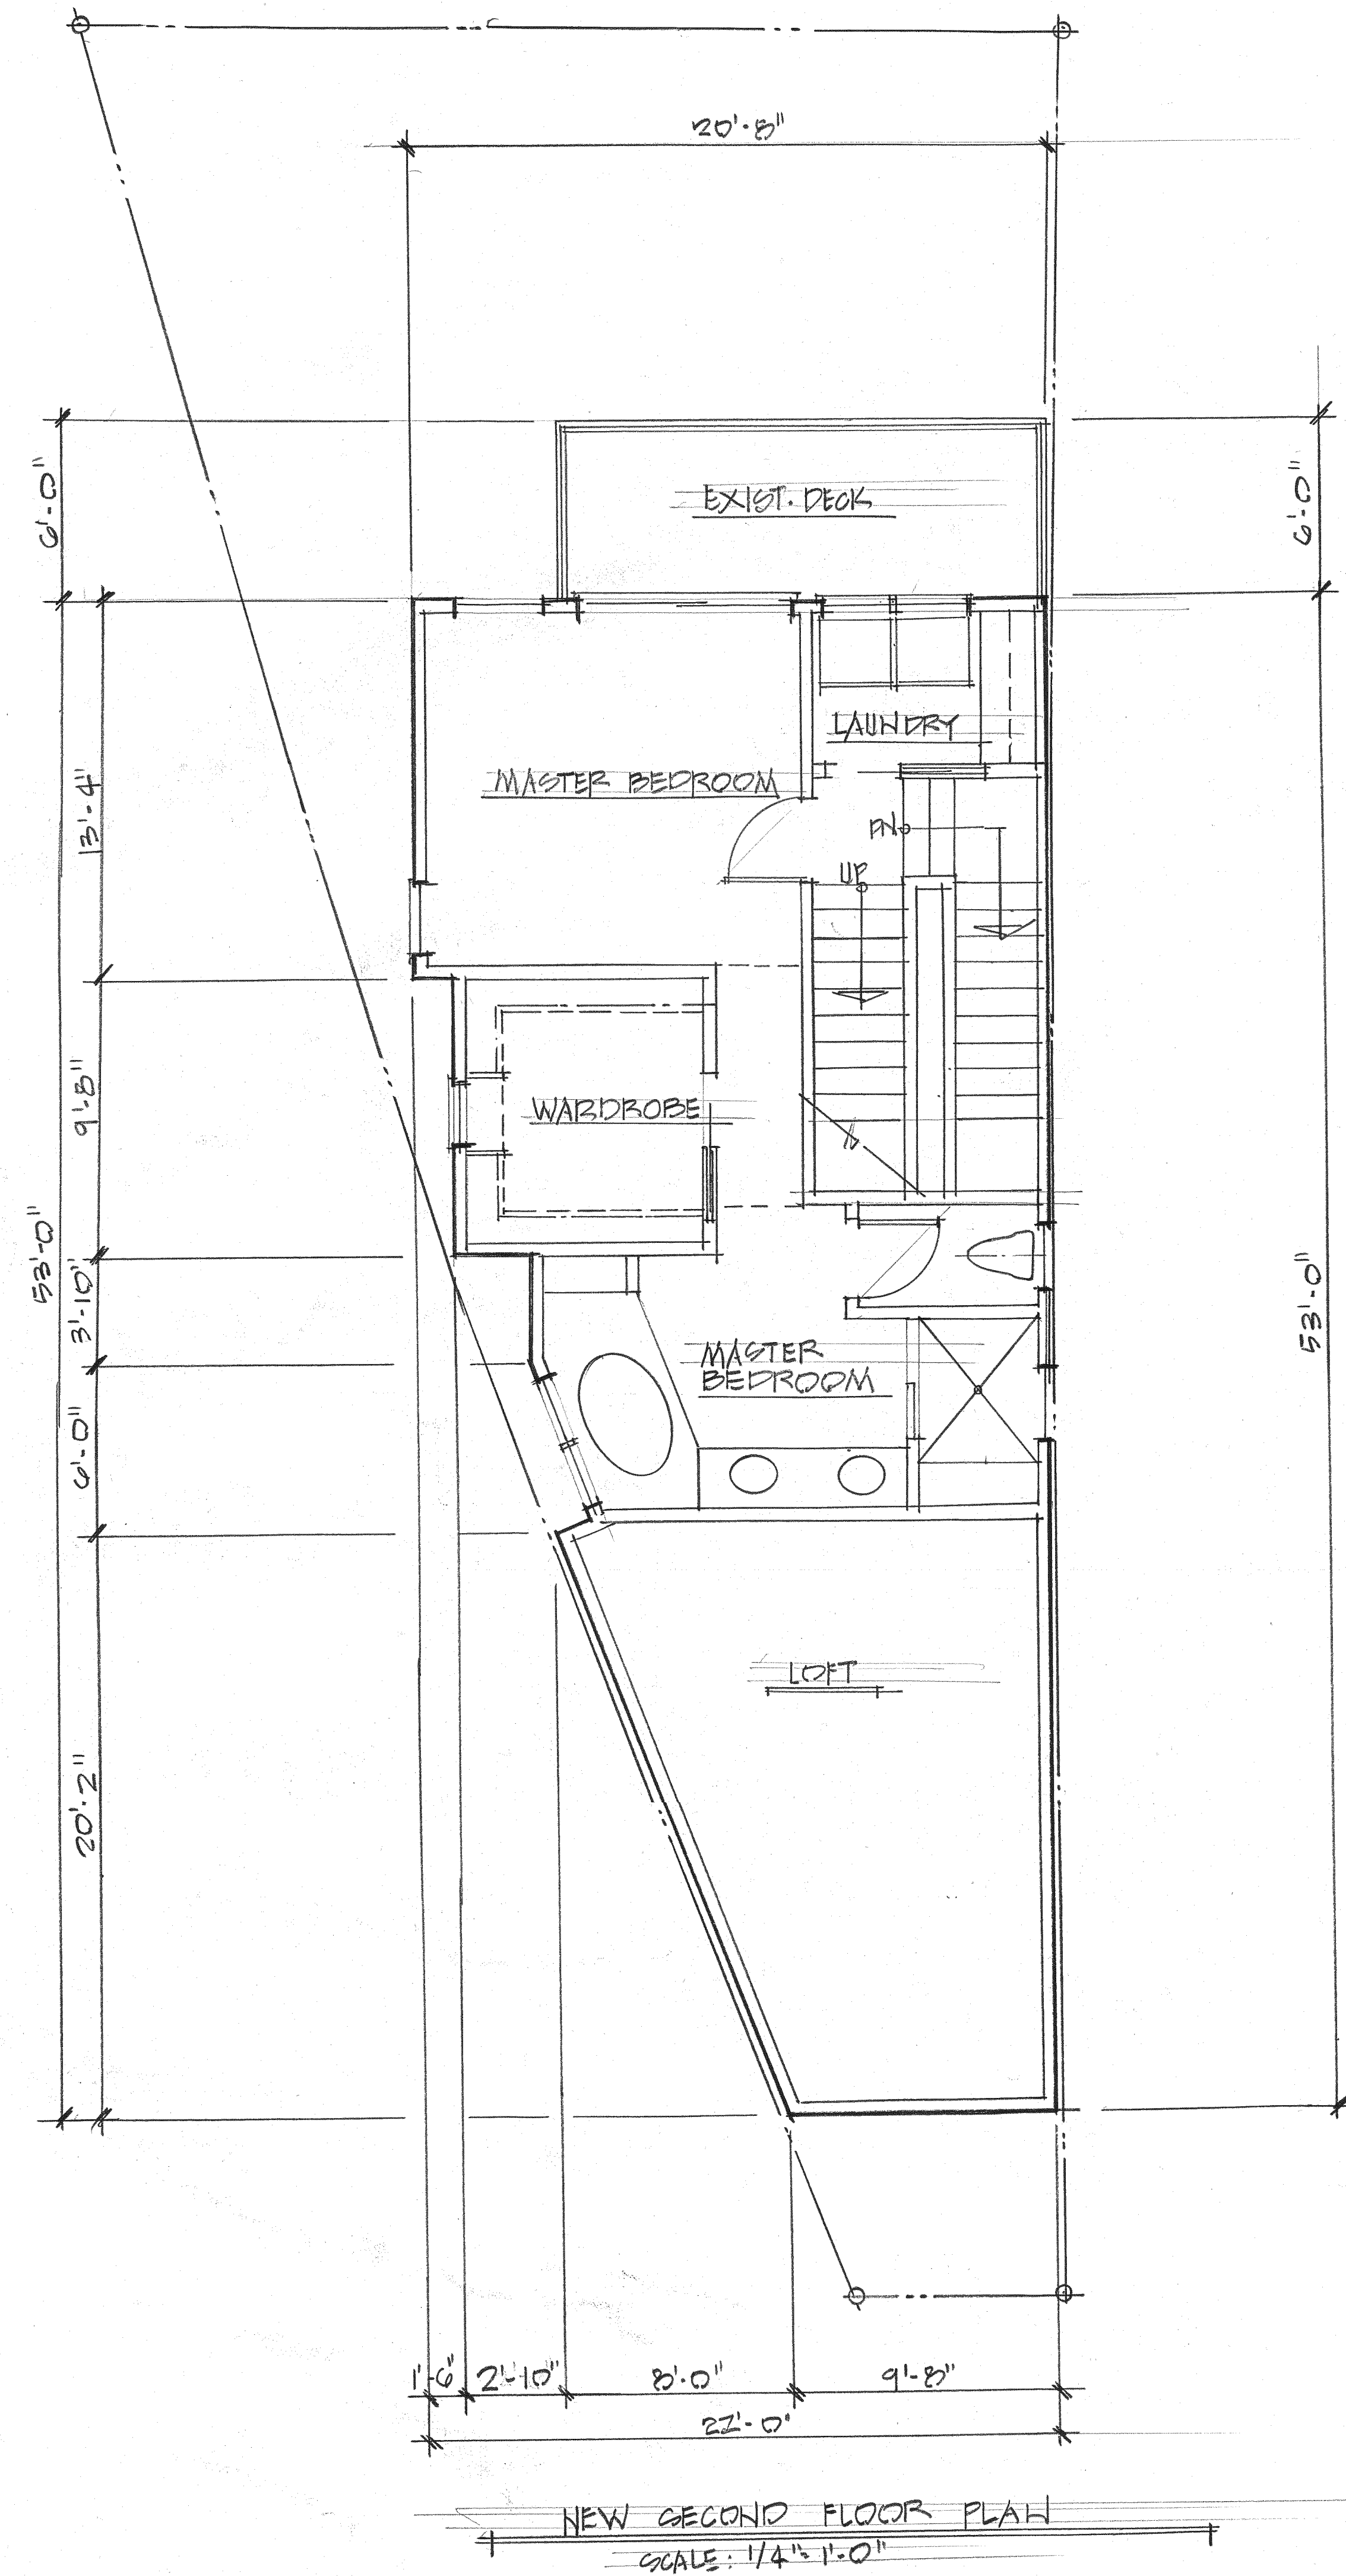 20'-8"
6'-0"
6'-0"
EXIST. DECK
LAUNDRY
MASTER BEDROOM
13'-4"
DN
UP
9'-8"
WARDROBE
53'-0"
53'-0"
3'-10"
MASTER
BEDROOM
6'-0"
LOFT
20'-2"
1'-6"
2'-10"
8'-0"
9'-8"
22'-0"
NEW SECOND FLOOR PLAN
SCALE: 1/4"= 1'-0"